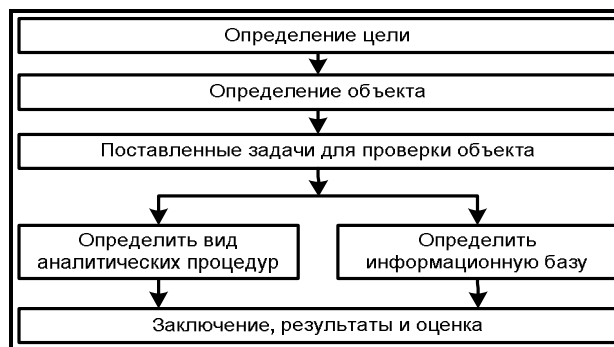 Определение цели
Определение объекта
Поставленные задачи для проверки объекта
Определить вид
аналитических процедур
Определить
информационную базу
Заключение, результаты и оценка